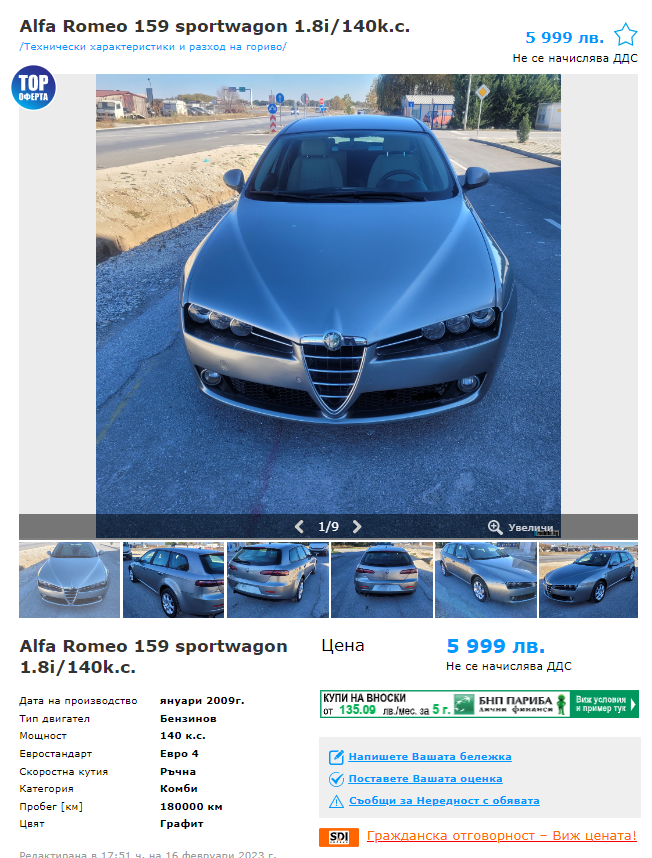 Alfa Romeo 159 sportwagon 1.8i/140k.c.
5 999 лв.
/Технически характеристики и разход на гориво/
Не се начислява ДДС
TOP
ОФЕРТА
1/9
Увеличи
Alfa Romeo 159 sportwagon
1.8i/140k.c.
Цена
5 999 лв.
Не се начислява ДДС
Дата на производство януари 2009г.
Тип двигател Бензинов
Мощност 140 к.с.
Евростандарт Евро 4
Скоростна кутия Ръчна
Категория Комби
Пробег [км] 180000 км
Цвят Графит
КУПИ НА ВНОСКИ
от 135.09 лв./мес. за 5 г.
БНП ПАРИБА
лични финанси
Виж условия
и пример тук
Напишете Вашата бележка
Поставете Вашата оценка
Съобщи за Нередност с обявата
SDI
Гражданска отговорност – Виж цената!
Редактирана в 17:51 ч. на 16 февруари 2023 г.